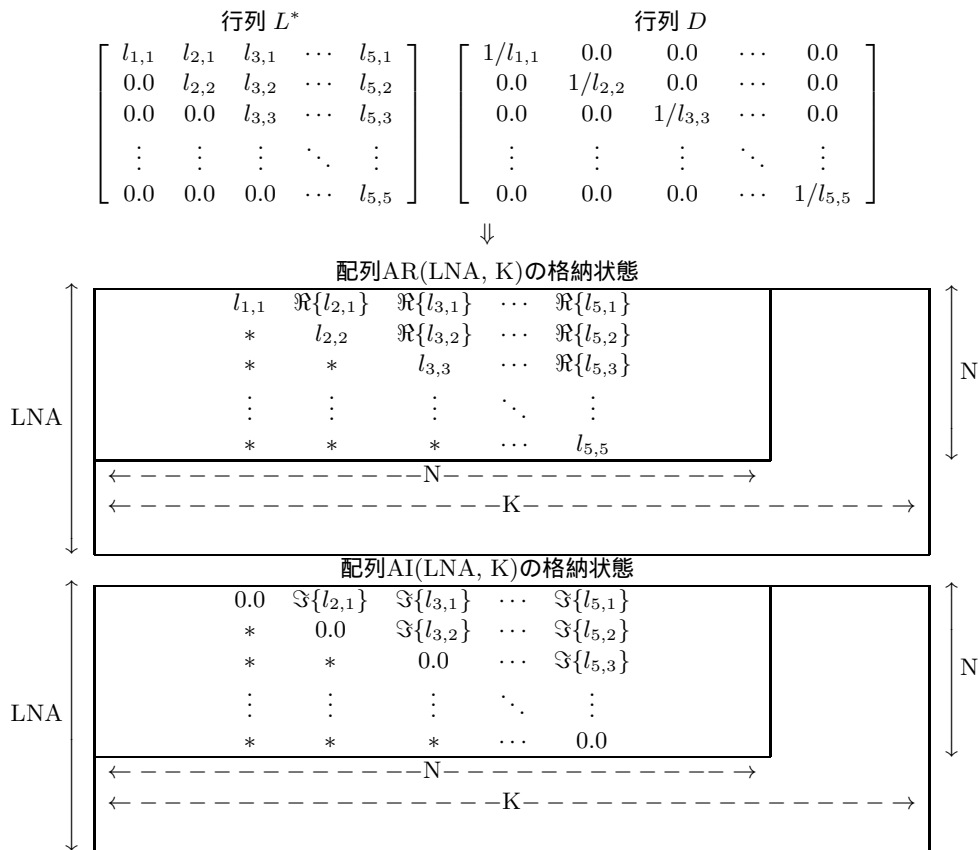 行列 L* 行列 D
l1,1 l2,1 l3,1 ⋯ l5,1 1/l1,1 0.0 0.0 ⋯ 0.0
0.0 l2,2 l3,2 ⋯ l5,2 0.0 1/l2,2 0.0 ⋯ 0.0
0.0 0.0 l3,3 ⋯ l5,3 0.0 0.0 1/l3,3 ⋯ 0.0
⋮ ⋮ ⋮ ⋱ ⋮ ⋮ ⋮ ⋮ ⋱ ⋮
0.0 0.0 0.0 ⋯ l5,5 0.0 0.0 0.0 ⋯ 1/l5,5
⇓
配列AR(LNA, K)の格納状態
l1,1 ℜ{l2,1} ℜ{l3,1} ⋯ ℜ{l5,1}
* l2,2 ℜ{l3,2} ⋯ ℜ{l5,2}
* * l3,3 ⋯ ℜ{l5,3}
N
LNA
⋮ ⋮ ⋮ ⋱ ⋮
* * * ⋯ l5,5
N
K
配列AI(LNA, K)の格納状態
0.0 ℑ{l2,1} ℑ{l3,1} ⋯ ℑ{l5,1}
* 0.0 ℑ{l3,2} ⋯ ℑ{l5,2}
* * 0.0 ⋯ ℑ{l5,3}
N
LNA
⋮ ⋮ ⋮ ⋱ ⋮
* * * ⋯ 0.0
N
K